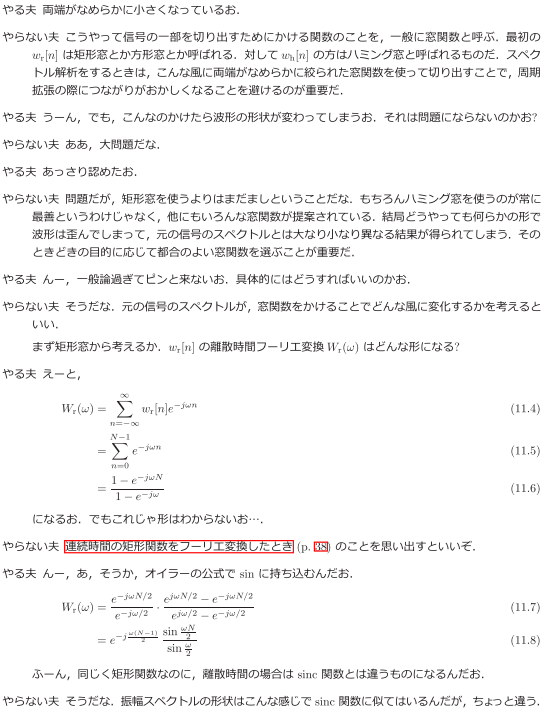 やる夫 両端がなめらかに小さくなっているお．
やらない夫 こうやって信号の一部を切り出すためにかける関数のことを，一般に窓関数と呼ぶ．最初の
w_r[n] は矩形窓とか方形窓とか呼ばれる．対して w_h[n] の方はハミング窓と呼ばれるものだ．スペク
トル解析をするときは，こんな風に両端がなめらかに絞られた窓関数を使って切り出すことで，周期
拡張の際につながりがおかしくなることを避けるのが重要だ．
やる夫 うーん，でも，こんなのかけたら波形の形状が変わってしまうお．それは問題にならないのかお?
やらない夫 ああ，大問題だな．
やる夫 あっさり認めたお．
やらない夫 問題だが，矩形窓を使うよりはまだましということだな．もちろんハミング窓を使うのが常に
最善というわけじゃなく，他にもいろんな窓関数が提案されている．結局どうやっても何らかの形で
波形は歪んでしまって，元の信号のスペクトルとは大なり小なり異なる結果が得られてしまう．その
ときどきの目的に応じて都合のよい窓関数を選ぶことが重要だ．
やる夫 んー，一般論過ぎてピンと来ないお．具体的にはどうすればいいのかお．
やらない夫 そうだな．元の信号のスペクトルが，窓関数をかけることでどんな風に変化するかを考えると
いい．
まず矩形窓から考えるか．w_r[n] の離散時間フーリエ変換 W_r(ω) はどんな形になる?
やる夫 えーと，
W_r(ω) = ∑_{n=−∞}^{∞} w_r[n]e^{−jωn} (11.4)
= ∑_{n=0}^{N−1} e^{−jωn} (11.5)
= \frac{1 − e^{−jωN}}{1 − e^{−jω}} (11.6)
になるお．でもこれじゃ形はわからないお…．
やらない夫 連続時間の矩形関数をフーリエ変換したとき (p. 38) のことを思い出すといいぞ．
やる夫 んー，あ，そうか，オイラーの公式で sin に持ち込むんだお．
W_r(ω) = \frac{e^{−jωN/2}}{e^{−jω/2}} · \frac{e^{jωN/2} − e^{−jωN/2}}{e^{jω/2} − e^{−jω/2}} (11.7)
= e^{−j\frac{ω(N−1)}{2}} \frac{\sin \frac{ωN}{2}}{\sin \frac{ω}{2}} (11.8)
ふーん，同じく矩形関数なのに，離散時間の場合は sinc 関数とは違うものになるんだお．
やらない夫 そうだな．振幅スペクトルの形状はこんな感じで sinc 関数に似てはいるんだが，ちょっと違う．